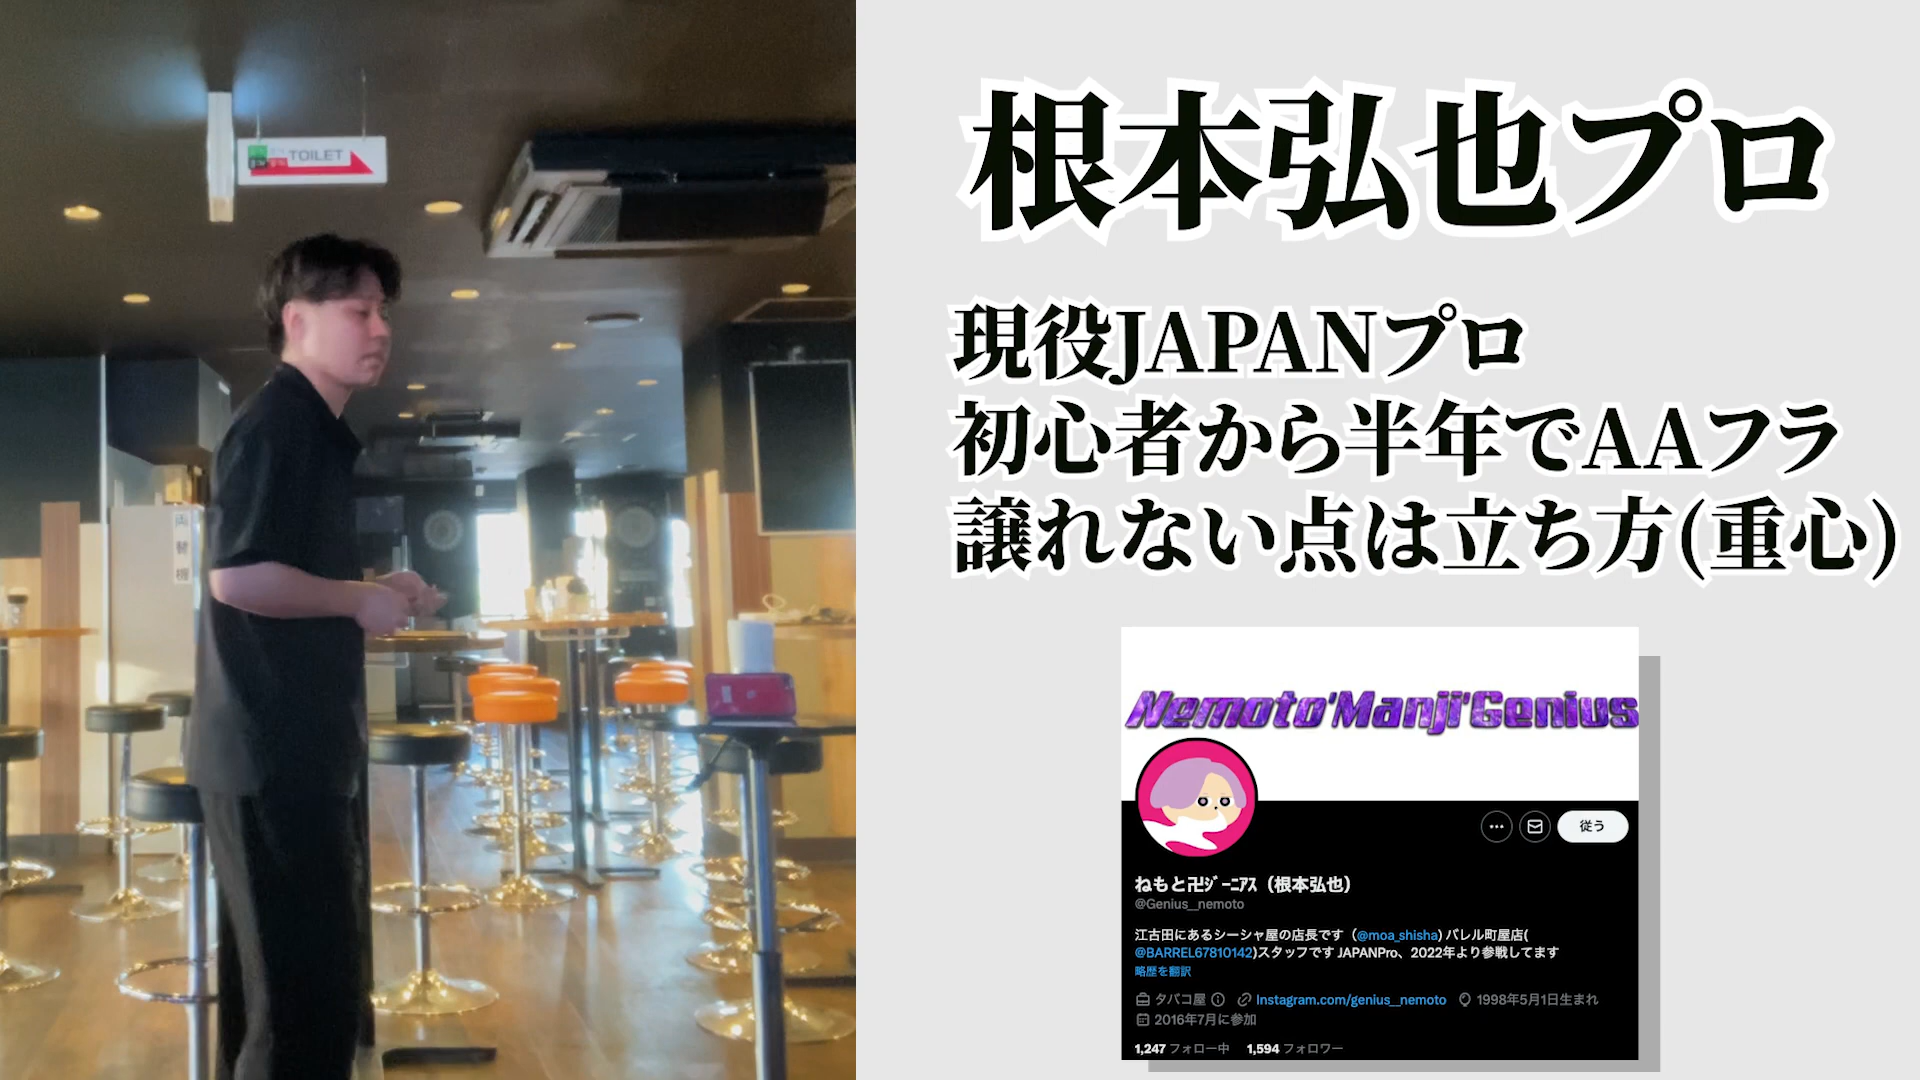 TOILET
両替機
根本弘也プロ
現役JAPANプロ
初心者から半年でAAフラ
譲れない点は立ち方(重心)
Nemoto'Manji'Genius
従う
ねもと卍ｼﾞｰﾆｱｽ（根本弘也）
@Genius__nemoto
江古田にあるシーシャ屋の店長です（@moa_shisha) バレル町屋店(
@BARREL67810142)スタッフです JAPANPro、2022年より参戦してます
略歴を翻訳
タバコ屋 Instagram.com/genius__nemoto 1998年5月1日生まれ
2016年7月に参加
1,247 フォロー中 1,594 フォロワー